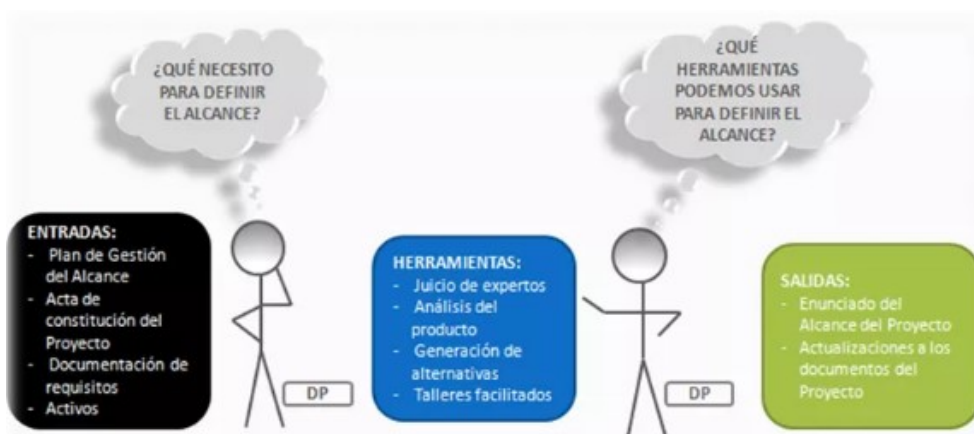 ¿QUÉ NECESITO
PARA DEFINIR
EL ALCANCE?
¿QUÉ
HERRAMIENTAS
PODEMOS USAR
PARA DEFINIR EL
ALCANCE?
ENTRADAS:
- Plan de Gestión
del Alcance
- Acta de
constitución del
Proyecto
- Documentación de
requisitos
- Activos
DP
HERRAMIENTAS:
- Juicio de expertos
- Análisis del
producto
- Generación de
alternativas
- Talleres facilitados
DP
SALIDAS:
- Enunciado del
Alcance del Proyecto
- Actualizaciones a los
documentos del
Proyecto